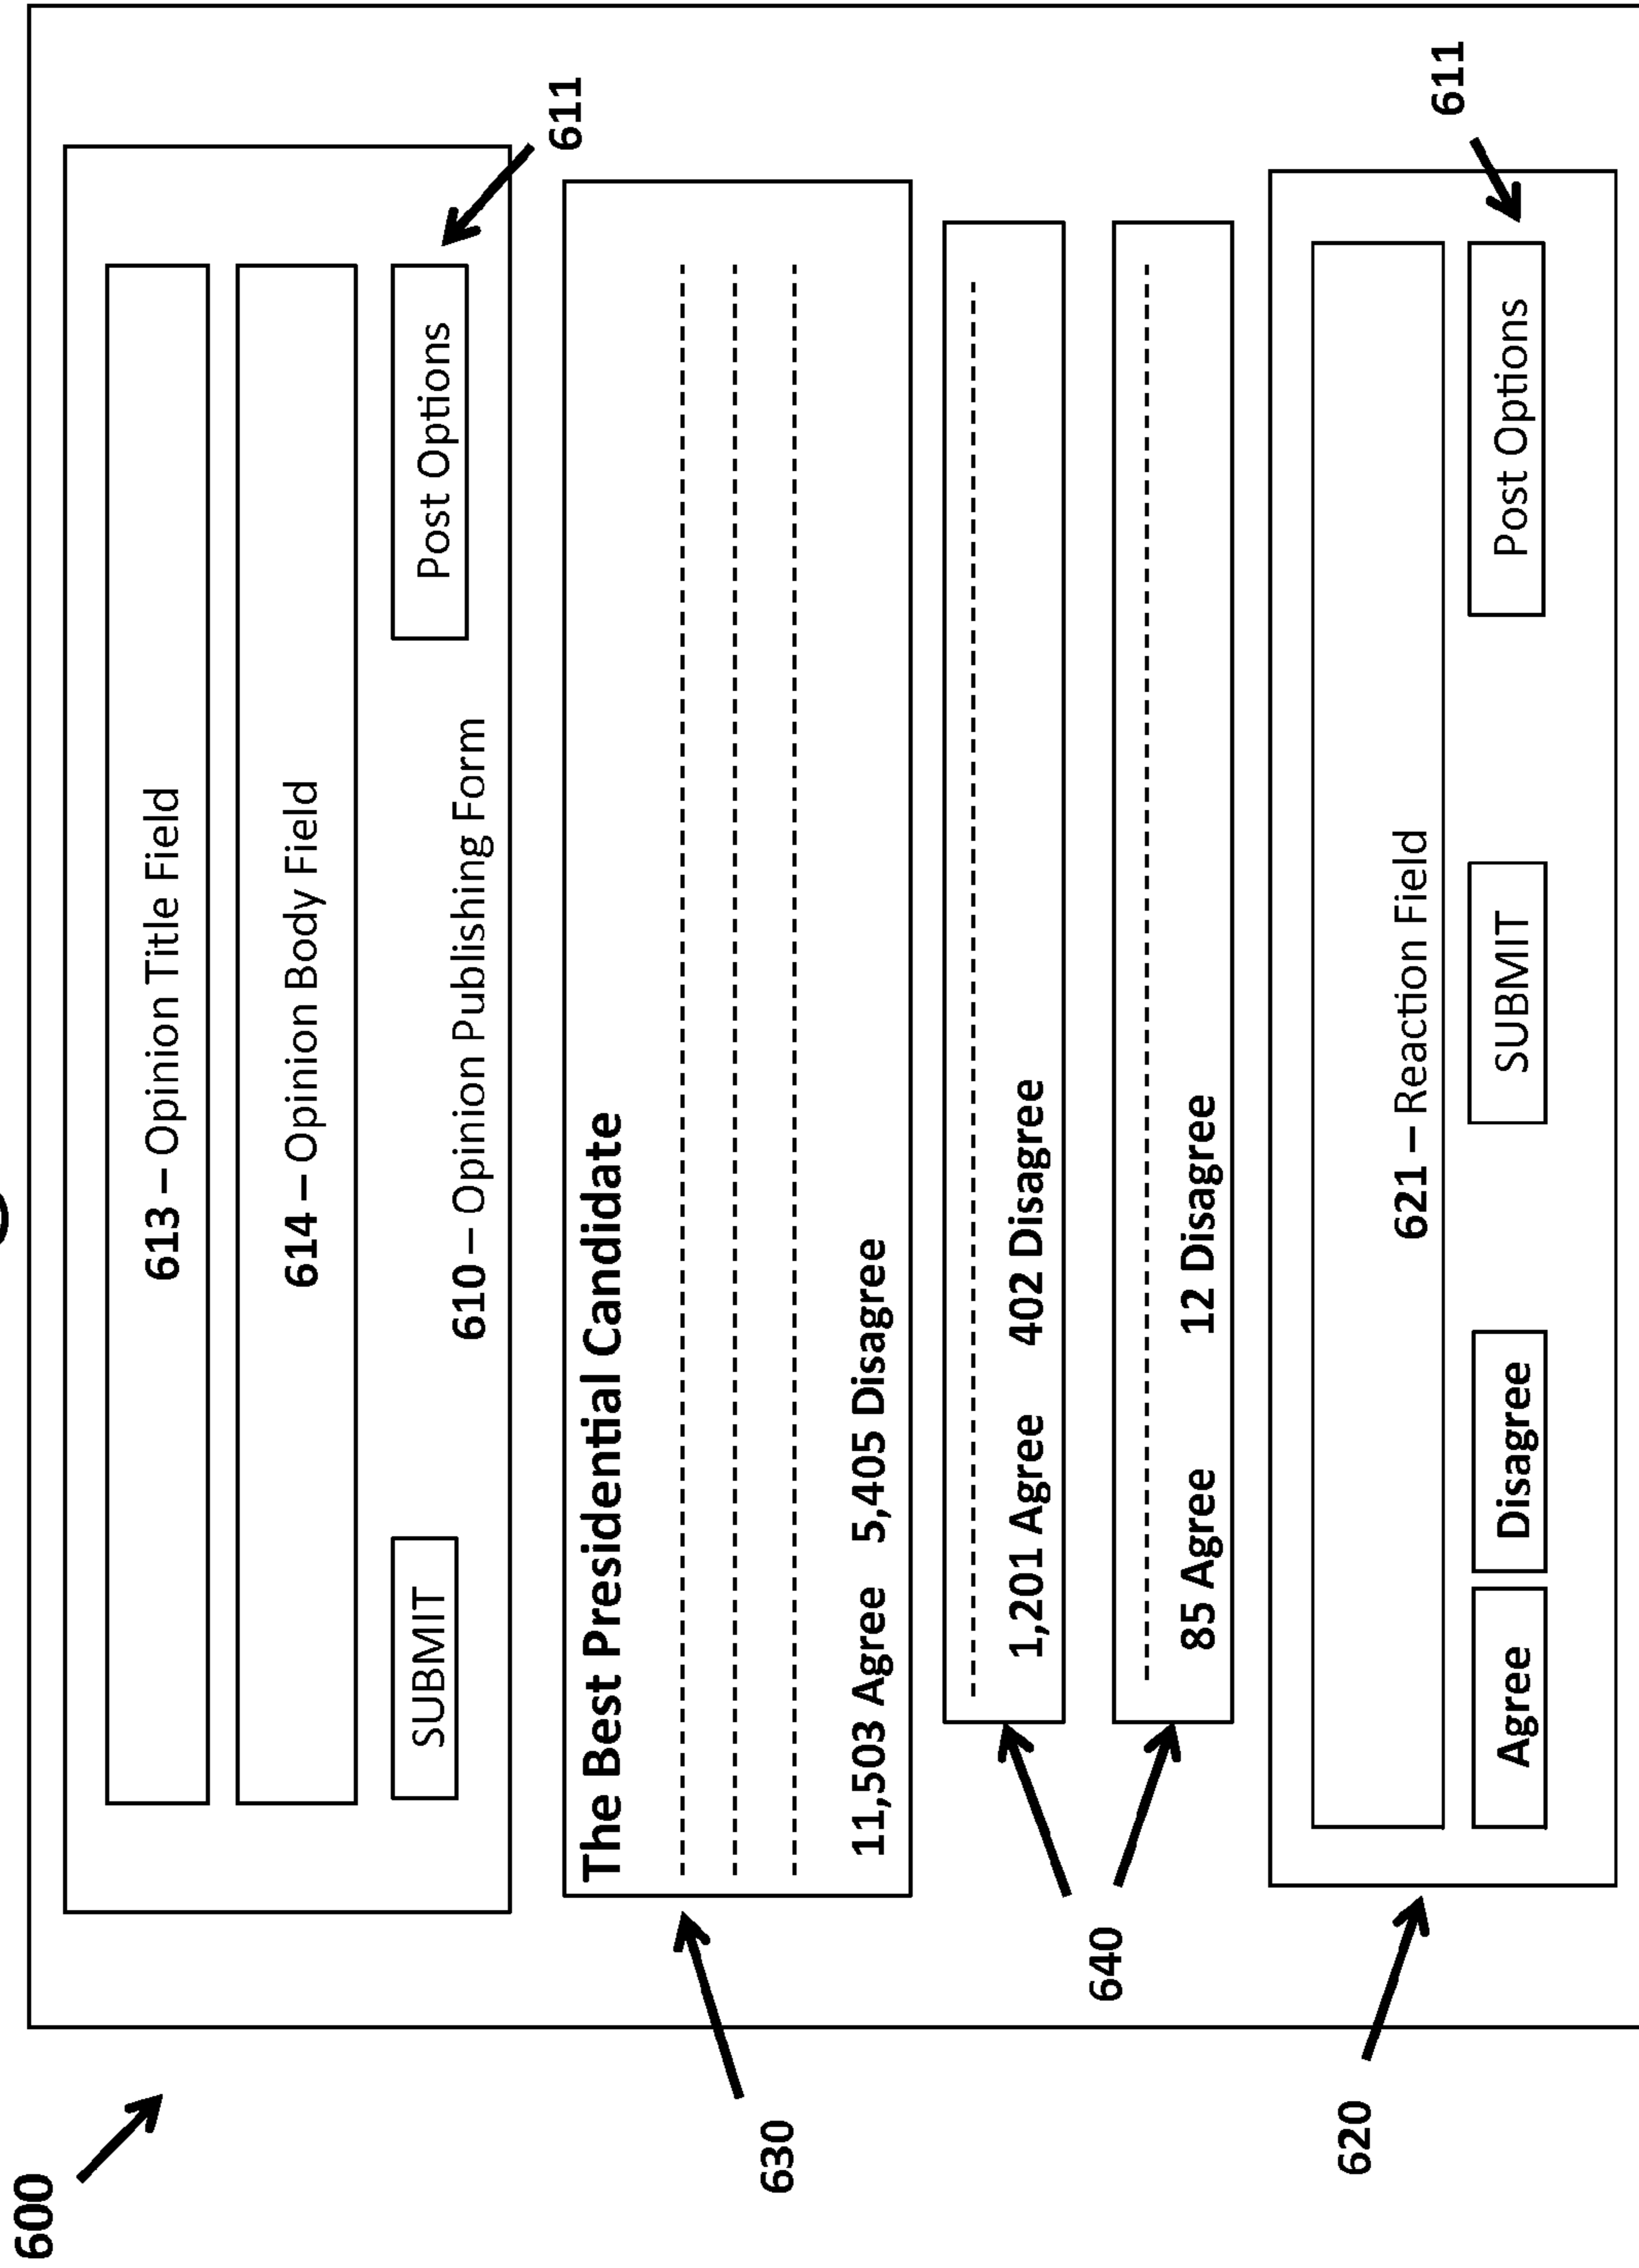 600
613 – Opinion Title Field
614 – Opinion Body Field
SUBMIT
Post Options
611
610 – Opinion Publishing Form
630
The Best Presidential Candidate
11,503 Agree 5,405 Disagree
640
1,201 Agree 402 Disagree
85 Agree 12 Disagree
620
621 – Reaction Field
Agree
Disagree
SUBMIT
Post Options
611